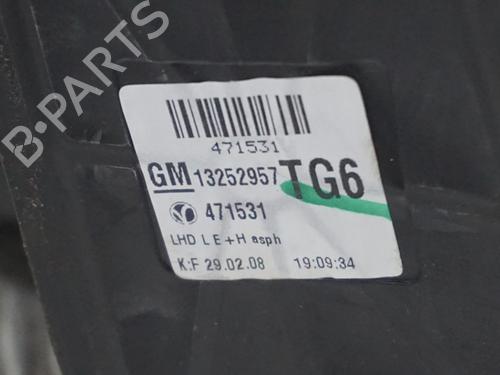 B-PARTS
471531
GM 13252957 TG6
471531
LHD L E+H asph
K:F 29.02.08 19:09:34